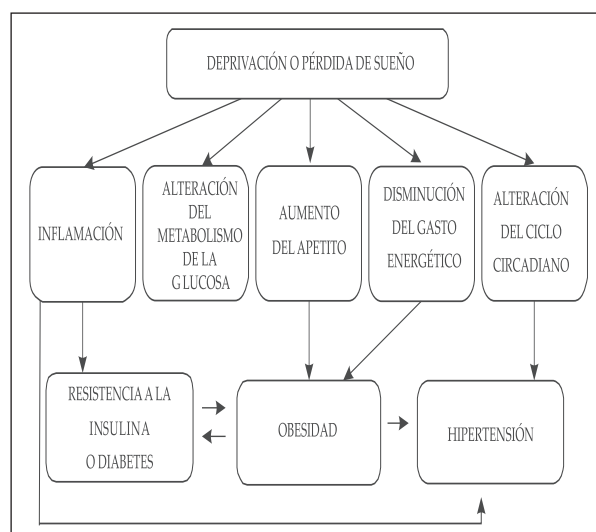 DEPRIVACIÓN O PÉRDIDA DE SUEÑO
INFLAMACIÓN
ALTERACIÓN
DEL
METABOLISMO
DE LA
GLUCOSA
AUMENTO
DEL APETITO
DISMINUCIÓN
DEL GASTO
ENERGÉTICO
ALTERACIÓN
DEL CICLO
CIRCADIANO
RESISTENCIA A LA
INSULINA
O DIABETES
OBESIDAD
HIPERTENSIÓN